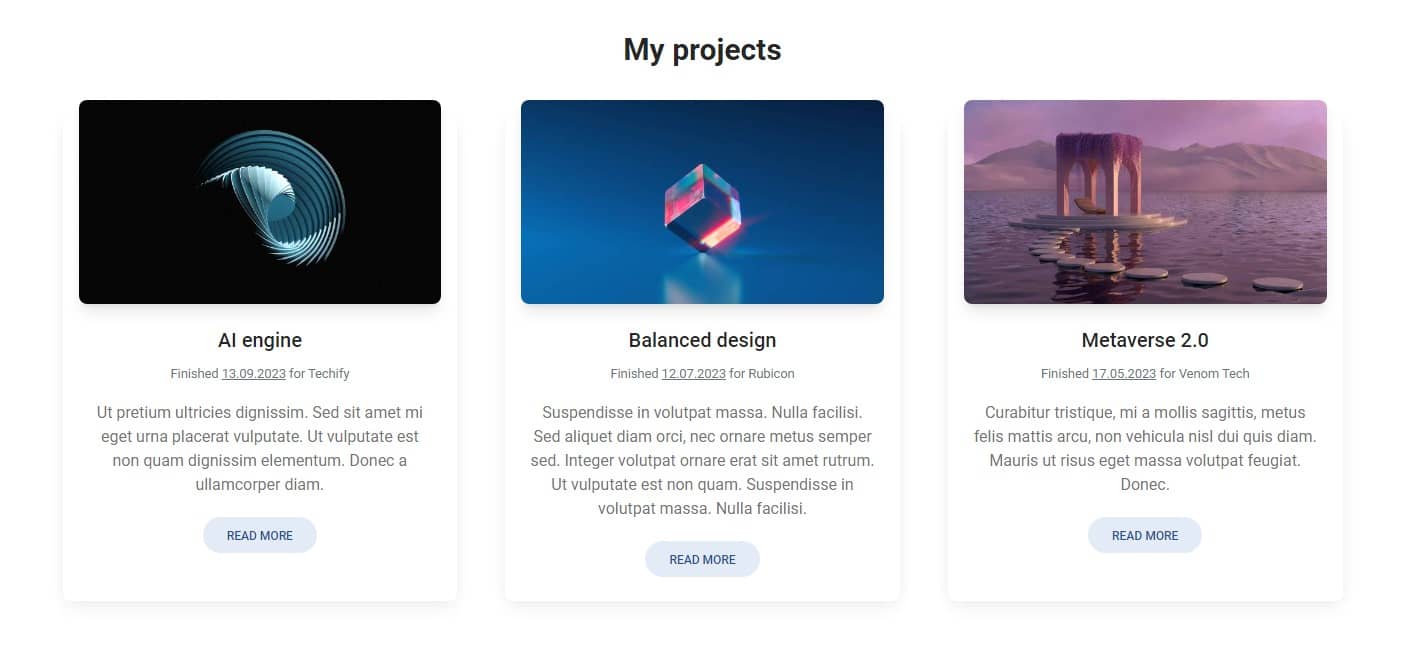 My projects
AI engine
Finished 13.09.2023 for Techify
Ut pretium ultricies dignissim. Sed sit amet mi
eget urna placerat vulputate. Ut vulputate est
non quam dignissim elementum. Donec a
ullamcorper diam.
READ MORE
Balanced design
Finished 12.07.2023 for Rubicon
Suspendisse in volutpat massa. Nulla facilisi.
Sed aliquet diam orci, nec ornare metus semper
sed. Integer volutpat ornare erat sit amet rutrum.
Ut vulputate est non quam. Suspendisse in
volutpat massa. Nulla facilisi.
READ MORE
Metaverse 2.0
Finished 17.05.2023 for Venom Tech
Curabitur tristique, mi a mollis sagittis, metus
felis mattis arcu, non vehicula nisl dui quis diam.
Mauris ut risus eget massa volutpat feugiat.
Donec.
READ MORE